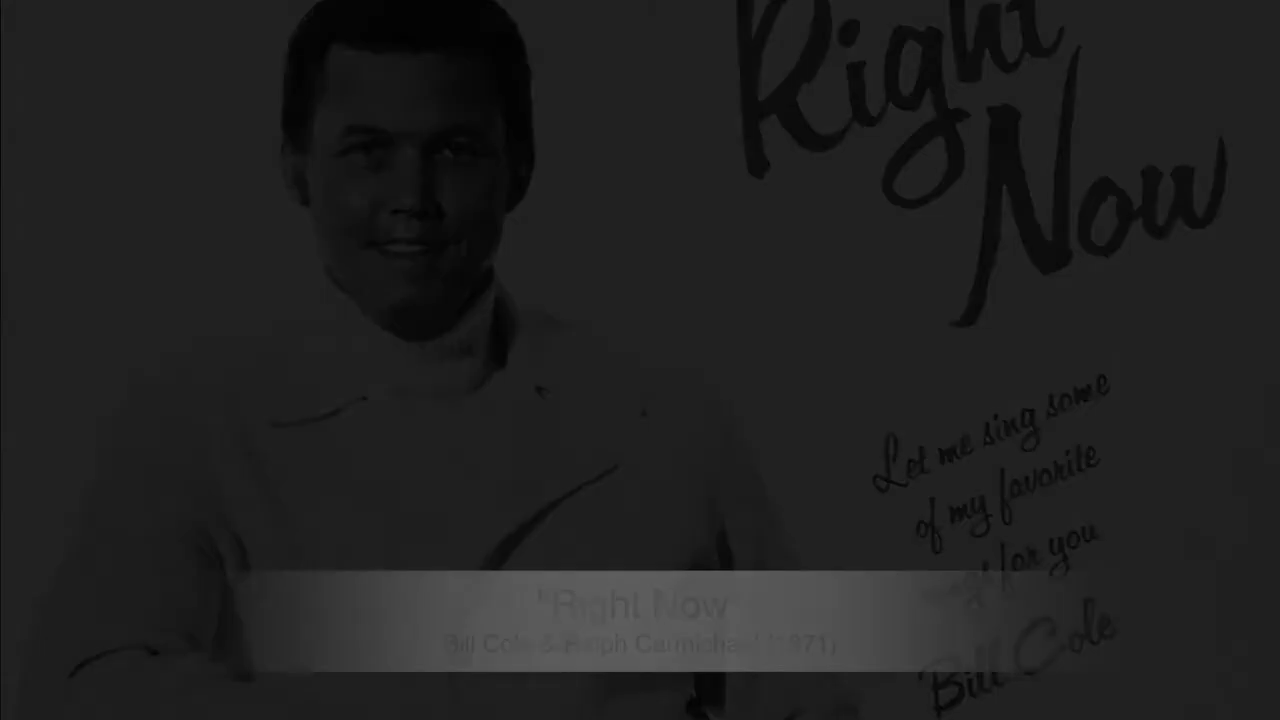 Right
Now
Let me sing some
of my favorite
for you
"Right Now
Bill Cole & Ralph Carmichael (1971)
Bill Cole